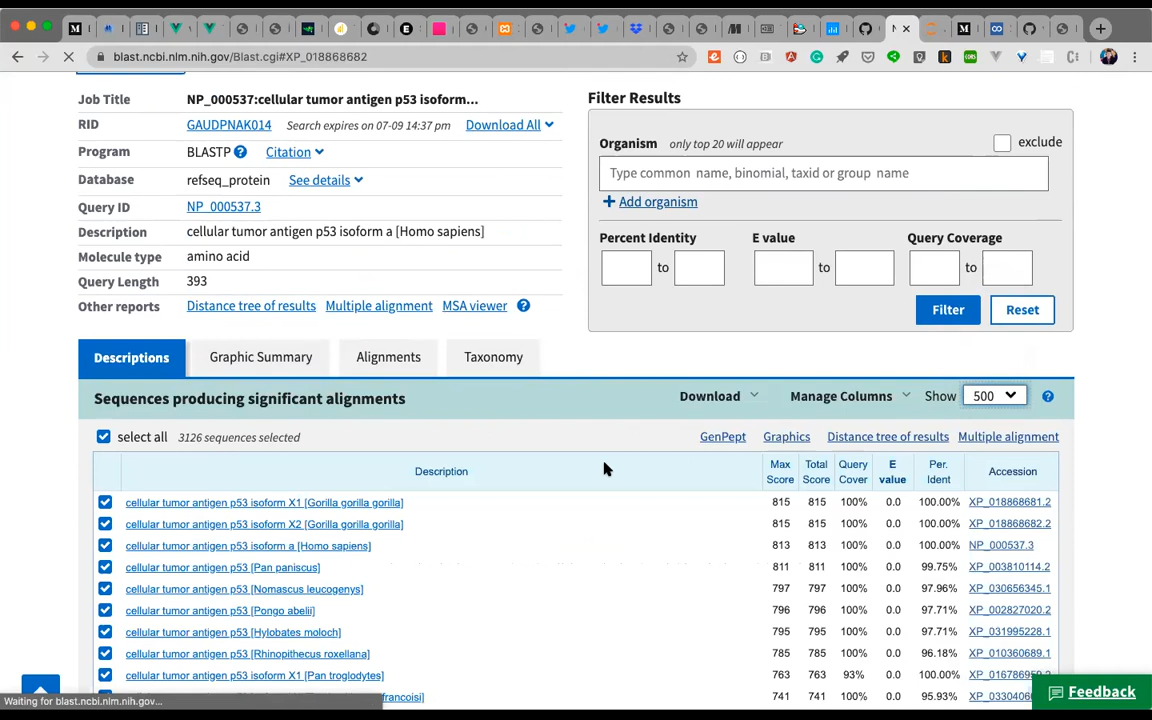 blast.ncbi.nlm.nih.gov/Blast.cgi#XP_018868682
Job Title NP_000537:cellular tumor antigen p53 isoform...
RID GAUDPNAK014 Search expires on 07-09 14:37 pm Download All
Program BLASTP ? Citation
Database refseq_protein See details
Query ID NP_000537.3
Description cellular tumor antigen p53 isoform a [Homo sapiens]
Molecule type amino acid
Query Length 393
Other reports Distance tree of results Multiple alignment MSA viewer ?
Filter Results
Organism only top 20 will appear exclude
Type common name, binomial, taxid or group name
+ Add organism
Percent Identity E value Query Coverage
to to to
Filter Reset
Descriptions Graphic Summary Alignments Taxonomy
Sequences producing significant alignments Download Manage Columns Show 500 ?
select all 3126 sequences selected GenPept Graphics Distance tree of results Multiple alignment
Description Max Score Total Score Query Cover E value Per. Ident Accession
cellular tumor antigen p53 isoform X1 [Gorilla gorilla gorilla] 815 815 100% 0.0 100.00% XP_018868681.2
cellular tumor antigen p53 isoform X2 [Gorilla gorilla gorilla] 815 815 100% 0.0 100.00% XP_018868682.2
cellular tumor antigen p53 isoform a [Homo sapiens] 813 813 100% 0.0 100.00% NP_000537.3
cellular tumor antigen p53 [Pan paniscus] 811 811 100% 0.0 99.75% XP_003810114.2
cellular tumor antigen p53 [Nomascus leucogenys] 797 797 100% 0.0 97.96% XP_030656345.1
cellular tumor antigen p53 [Pongo abelii] 796 796 100% 0.0 97.71% XP_002827020.2
cellular tumor antigen p53 [Hylobates moloch] 795 795 100% 0.0 97.71% XP_031995228.1
cellular tumor antigen p53 [Rhinopithecus roxellana] 785 785 100% 0.0 96.18% XP_010360689.1
cellular tumor antigen p53 isoform X1 [Pan troglodytes] 763 763 93% 0.0 100.00%
francoisi] 741 741 100% 0.0 95.93%
Waiting for blast.ncbi.nlm.nih.gov...
Feedback